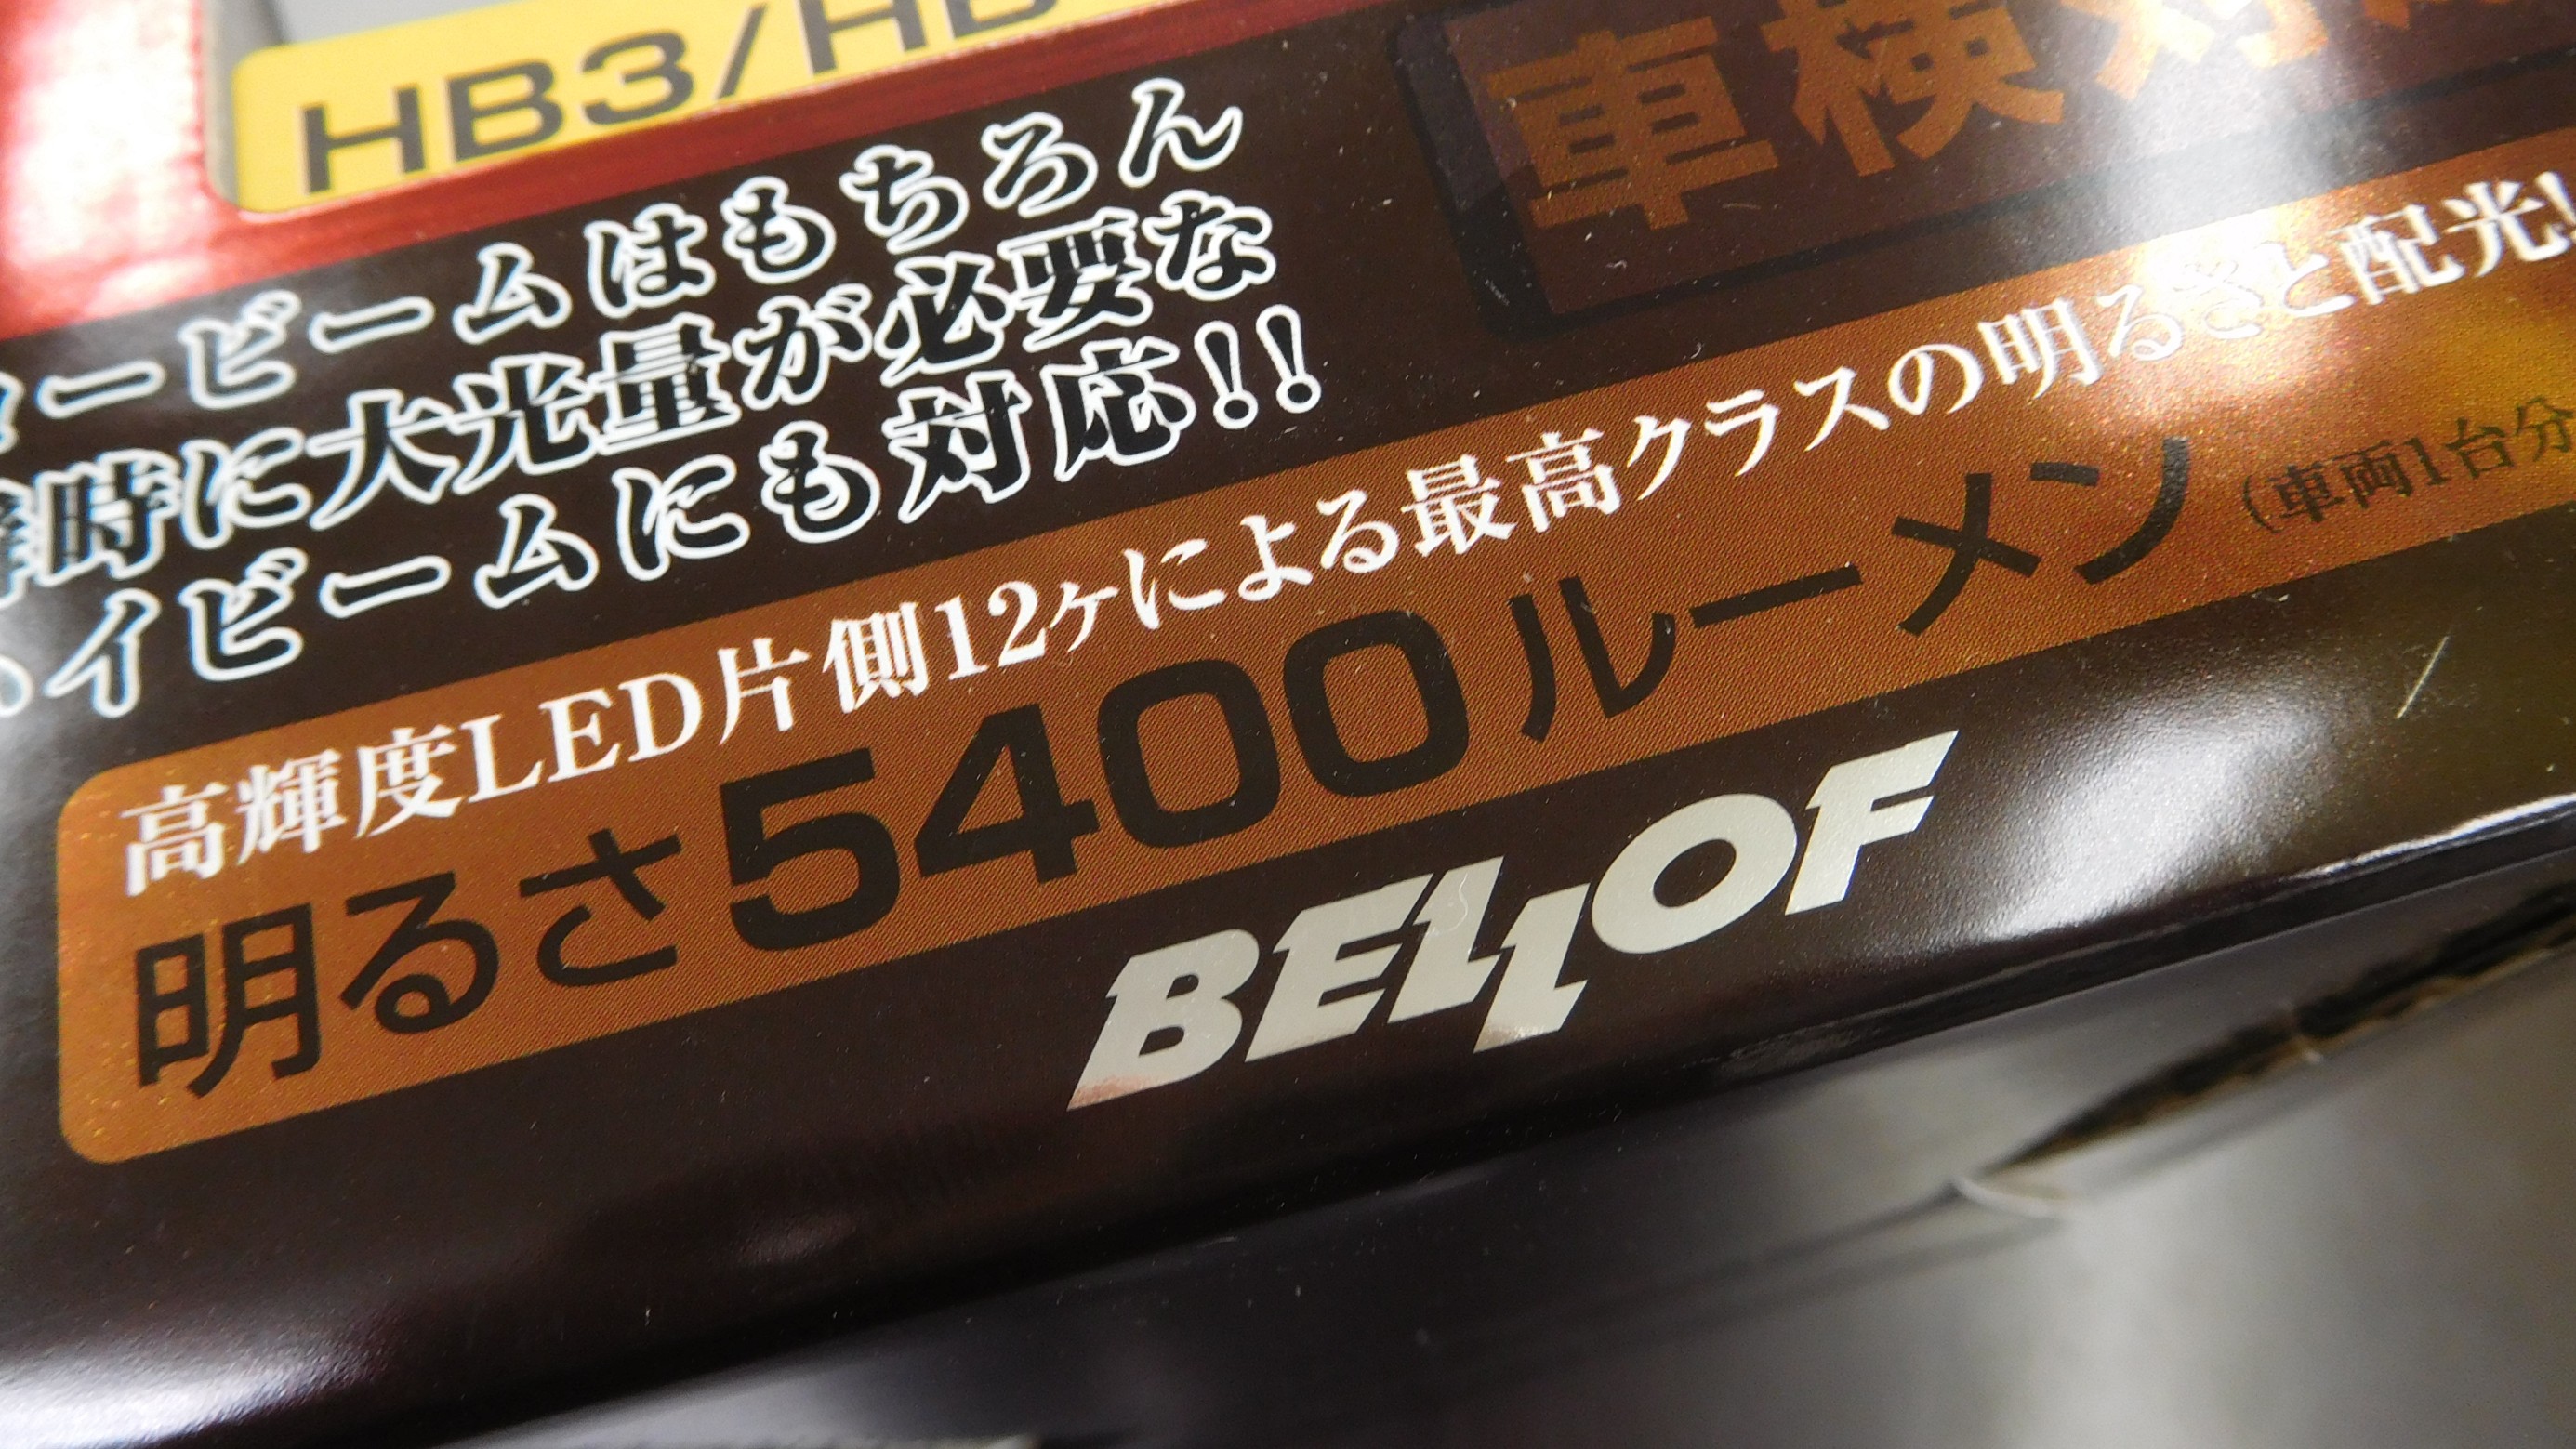 HB3/HB
車検対
ービームはもちろん
時に大光量が必要な
イビームにも対応!!
高輝度LED片側12ヶによる最高クラスの明るさと配光!
明るさ5400ルーメン (車両1台分
BELLOF